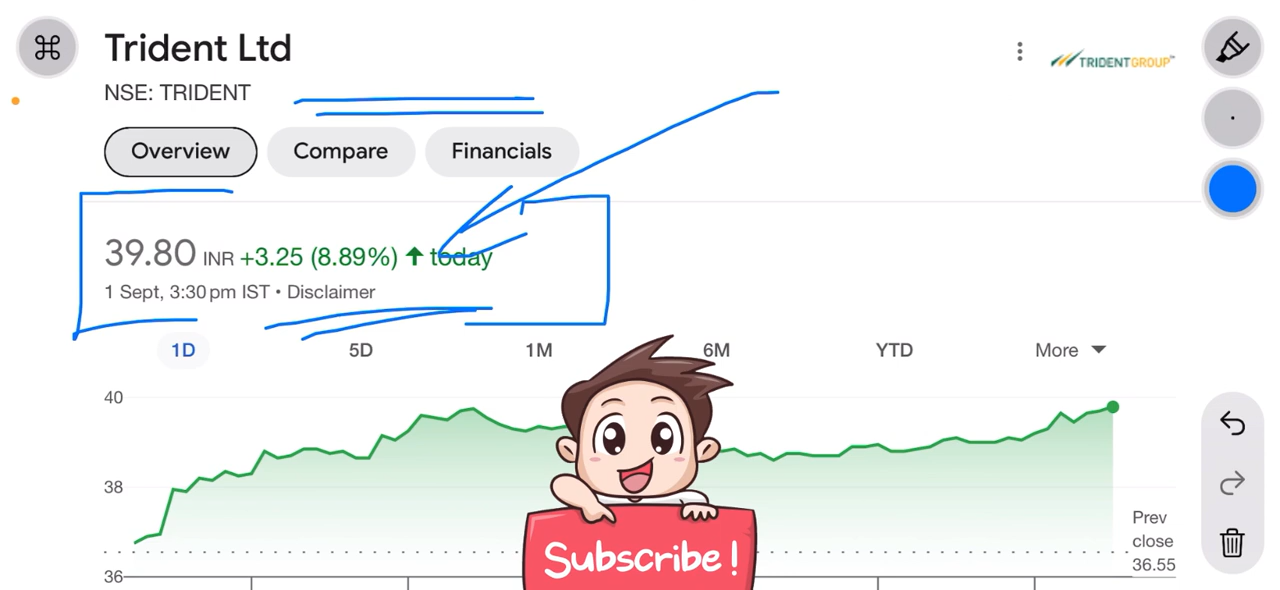 Trident Ltd
TRIDENTGROUP™
NSE: TRIDENT
Overview Compare Financials
39.80 INR +3.25 (8.89%) ↑ today
1 Sept, 3:30 pm IST • Disclaimer
1D 5D 1M 6M YTD More
40
38
36
Prev
close
36.55
Subscribe!